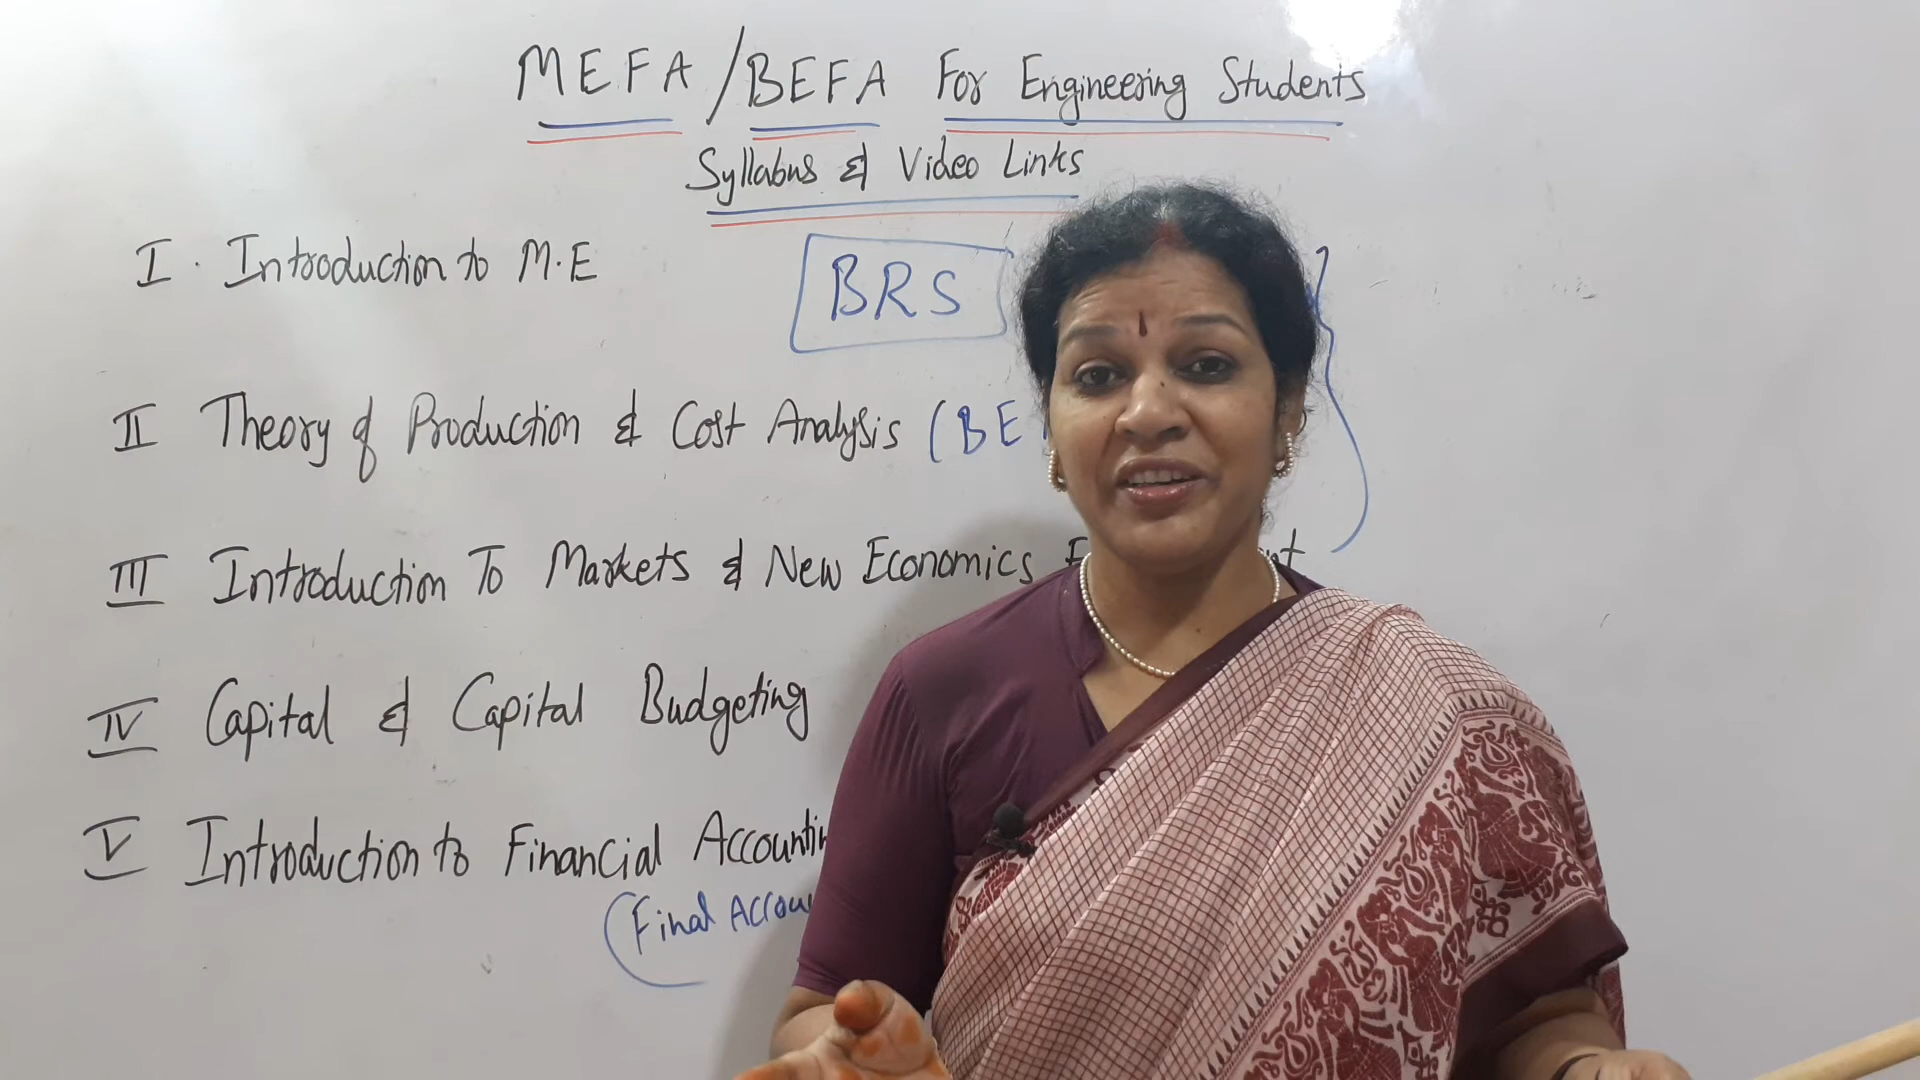 MEFA/BEFA For Engineering Students
Syllabus & Video Links
I. Introduction to M.E
BRS
II Theory of Production & Cost Analysis (BE
III Introduction To Markets & New Economics
IV Capital & Capital Budgeting
V Introduction to Financial
(Final